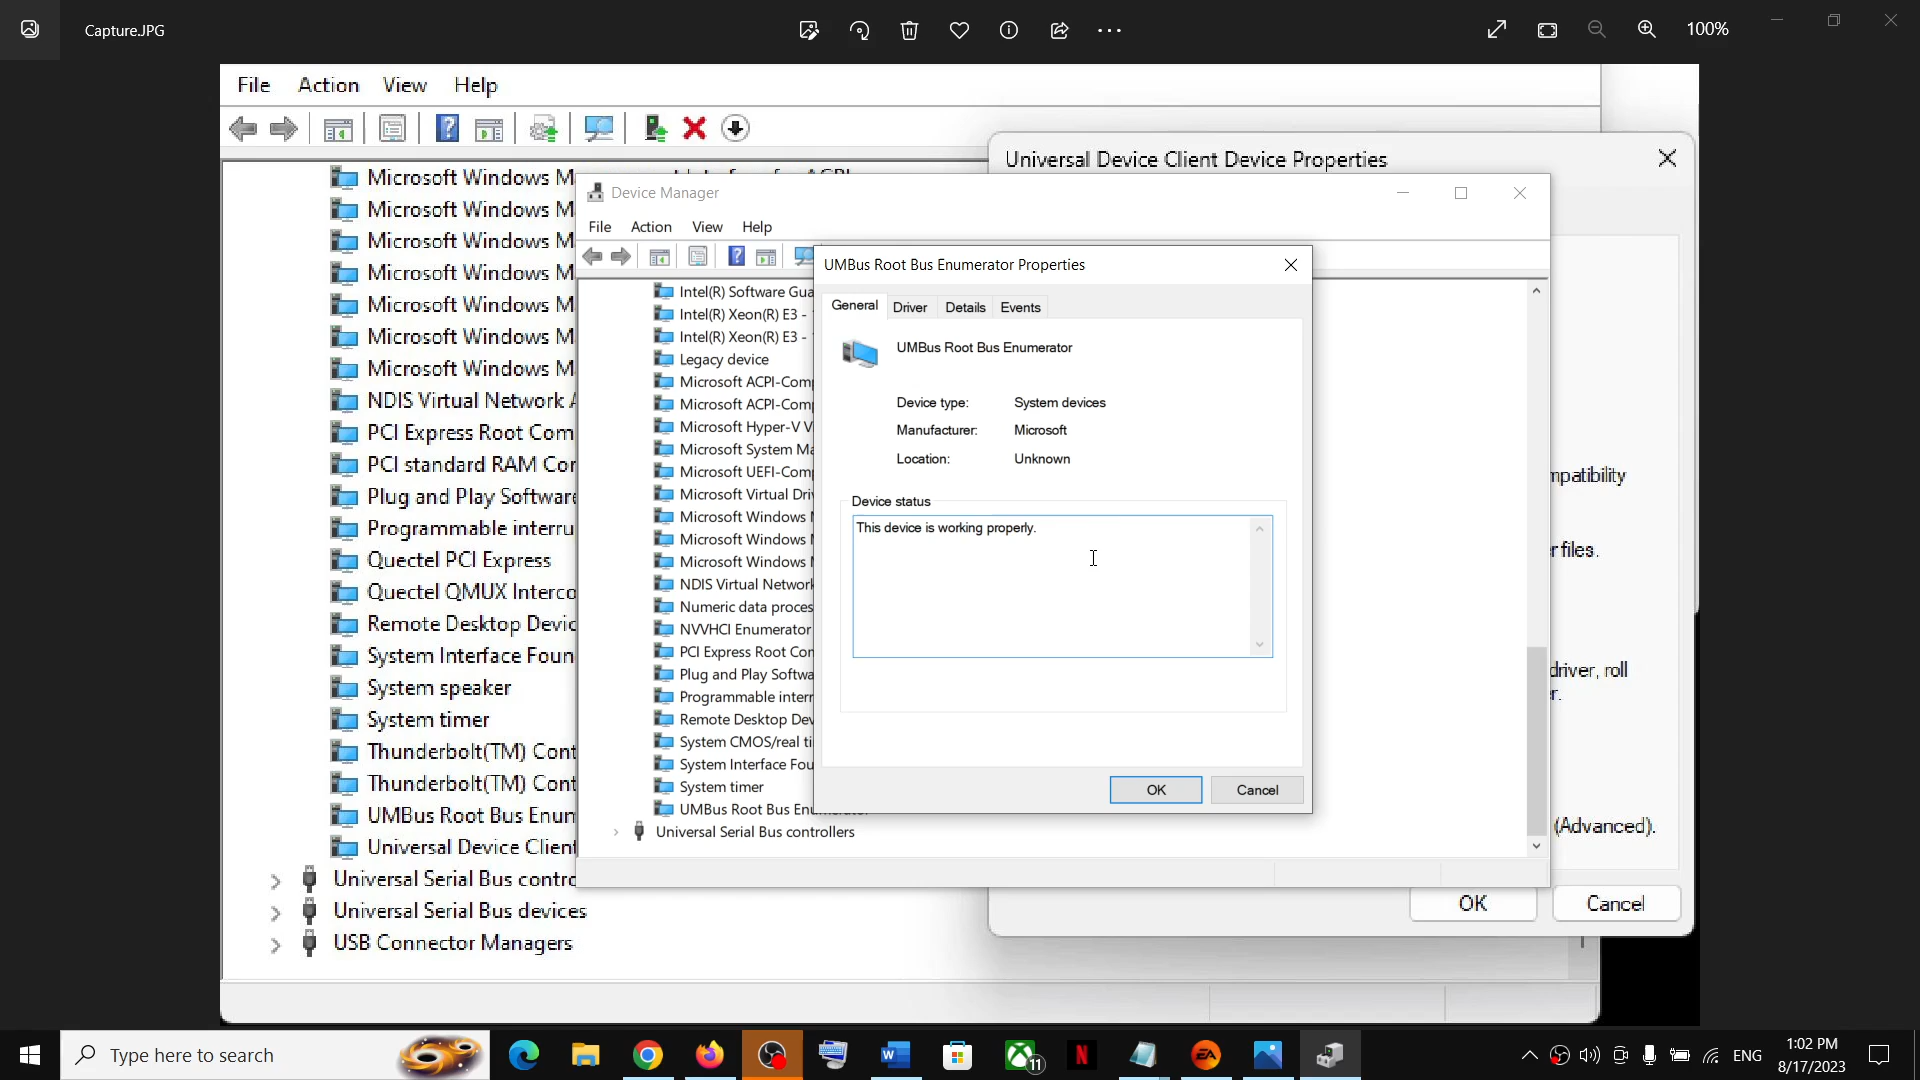 Capture.JPG
100%
File Action View Help
Universal Device Client Device Properties
Microsoft Windows
Microsoft Windows
Microsoft Windows
Microsoft Windows
Microsoft Windows
Microsoft Windows
Microsoft Windows
NDIS Virtual Network
PCI Express Root Com
PCI standard RAM Cor
Plug and Play Software
Programmable interru
Quectel PCI Express
Quectel QMUX Interco
Remote Desktop Devic
System Interface Foun
System speaker
System timer
Thunderbolt(TM) Cont
Thunderbolt(TM) Cont
UMBus Root Bus Enum
Universal Device Client
Universal Serial Bus contro
Universal Serial Bus devices
USB Connector Managers
Device Manager
File Action View Help
Intel(R) Software Gua
Intel(R) Xeon(R) E3 -
Intel(R) Xeon(R) E3 -
Legacy device
Microsoft ACPI-Comp
Microsoft ACPI-Comp
Microsoft Hyper-V V
Microsoft System Ma
Microsoft UEFI-Comp
Microsoft Virtual Driv
Microsoft Windows
Microsoft Windows
Microsoft Windows
NDIS Virtual Network
Numeric data proces
NVVHCI Enumerator
PCI Express Root Con
Plug and Play Softwa
Programmable interr
Remote Desktop Dev
System CMOS/real ti
System Interface Fou
System timer
UMBus Root Bus
Universal Serial Bus controllers
UMBus Root Bus Enumerator Properties
General Driver Details Events
UMBus Root Bus Enumerator
Device type: System devices
Manufacturer: Microsoft
Location: Unknown
Device status
This device is working properly.
OK Cancel
mpatibility
r files.
driver, roll
r.
(Advanced).
OK Cancel
Type here to search
11
ENG
1:02 PM
8/17/2023